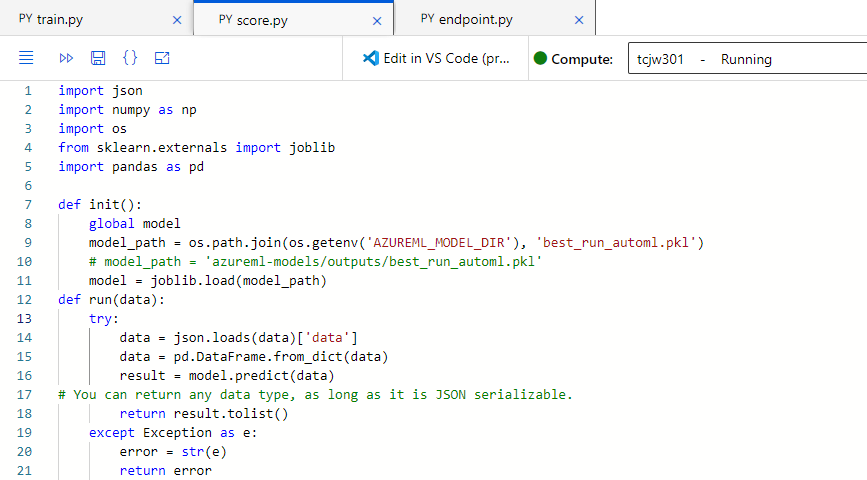 PY train.py × PY score.py × PY endpoint.py ×
{} Edit in VS Code (pr... Compute: tcjw301 - Running
1 import json
2 import numpy as np
3 import os
4 from sklearn.externals import joblib
5 import pandas as pd
6
7 def init():
8     global model
9     model_path = os.path.join(os.getenv('AZUREML_MODEL_DIR'), 'best_run_automl.pkl')
10     # model_path = 'azureml-models/outputs/best_run_automl.pkl'
11     model = joblib.load(model_path)
12 def run(data):
13     try:
14         data = json.loads(data)['data']
15         data = pd.DataFrame.from_dict(data)
16         result = model.predict(data)
17 # You can return any data type, as long as it is JSON serializable.
18         return result.tolist()
19     except Exception as e:
20         error = str(e)
21         return error